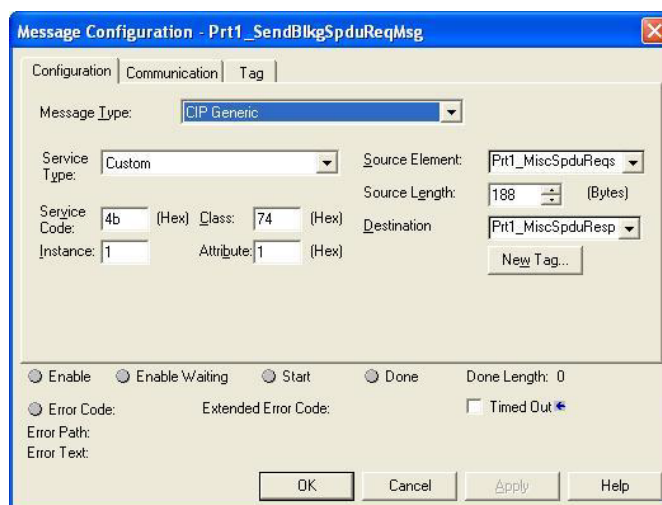 Message Configuration - Prt1_SendBlkgSpduReqMsg
Configuration Communication Tag
Message Type: CIP Generic
Service Type: Custom
Source Element: Prt1_MiscSpduReqs
Source Length: 188 (Bytes)
Service Code: 4b (Hex) Class: 74 (Hex)
Destination Prt1_MiscSpduResp
Instance: 1 Attribute: 1 (Hex)
New Tag...
Enable Enable Waiting Start Done Done Length: 0
Error Code: Extended Error Code: Timed Out
Error Path:
Error Text:
OK Cancel Apply Help